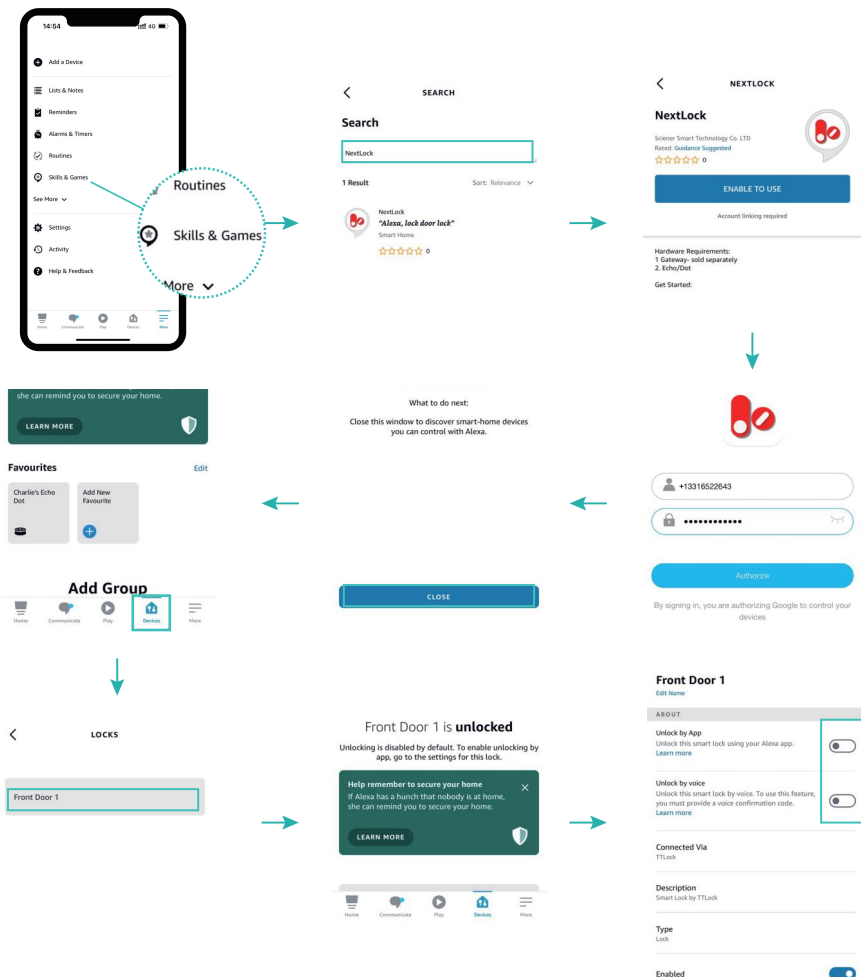 14:54
4G
Add a Device
Lists & Notes
Reminders
Alarms & Timers
Routines
Skills & Games
See More
Settings
Activity
Help & Feedback
Home
Communicate
Play
Devices
More
Routines
Skills & Games
More
SEARCH
Search
NextLock
1 Result
Sort: Relevance
NextLock
"Alexa, lock door lock"
Smart Home
0
NEXTLOCK
NextLock
Sciener Smart Technology Co. LTD
Rated: Guidance Suggested
0
ENABLE TO USE
Account linking required
Hardware Requirements:
1 Gateway- sold separately
2. Echo/Dot
Get Started:
+13316522643
Authorize
By signing in, you are authorizing Google to control your
devices
What to do next:
Close this window to discover smart-home devices
you can control with Alexa.
CLOSE
she can remind you to secure your home.
LEARN MORE
Favourites
Edit
Charlie's Echo
Dot
Add New
Favourite
Add Group
Home
Communicate
Play
Devices
More
LOCKS
Front Door 1
Front Door 1 is unlocked
Unlocking is disabled by default. To enable unlocking by
app, go to the settings for this lock.
Help remember to secure your home
If Alexa has a hunch that nobody is at home,
she can remind you to secure your home.
LEARN MORE
Home
Communicate
Play
Devices
More
Front Door 1
Edit Name
ABOUT
Unlock by App
Unlock this smart lock using your Alexa app.
Learn more
Unlock by voice
Unlock this smart lock by voice. To use this feature,
you must provide a voice confirmation code.
Learn more
Connected Via
TTLock
Description
Smart Lock by TTLock
Type
Lock
Enabled